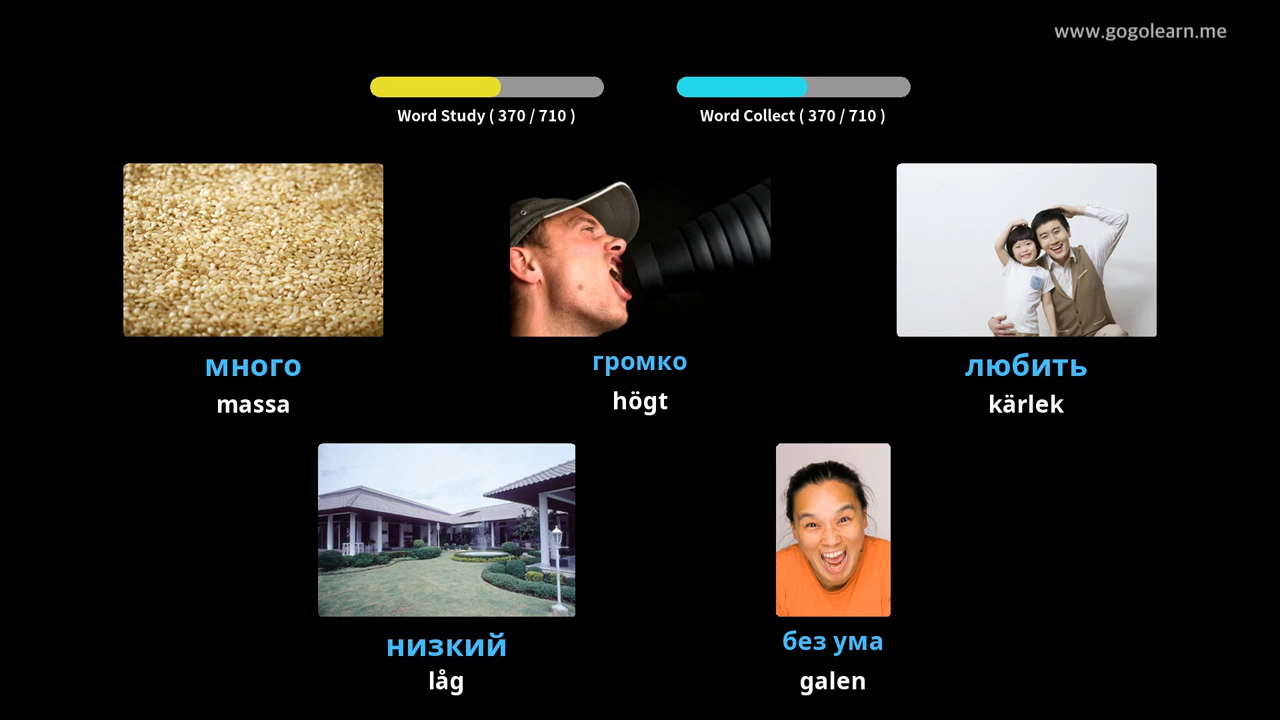 www.gogolearn.me
Word Study ( 370 / 710 )
Word Collect ( 370 / 710 )
много
massa
громко
högt
любить
kärlek
низкий
låg
без ума
galen